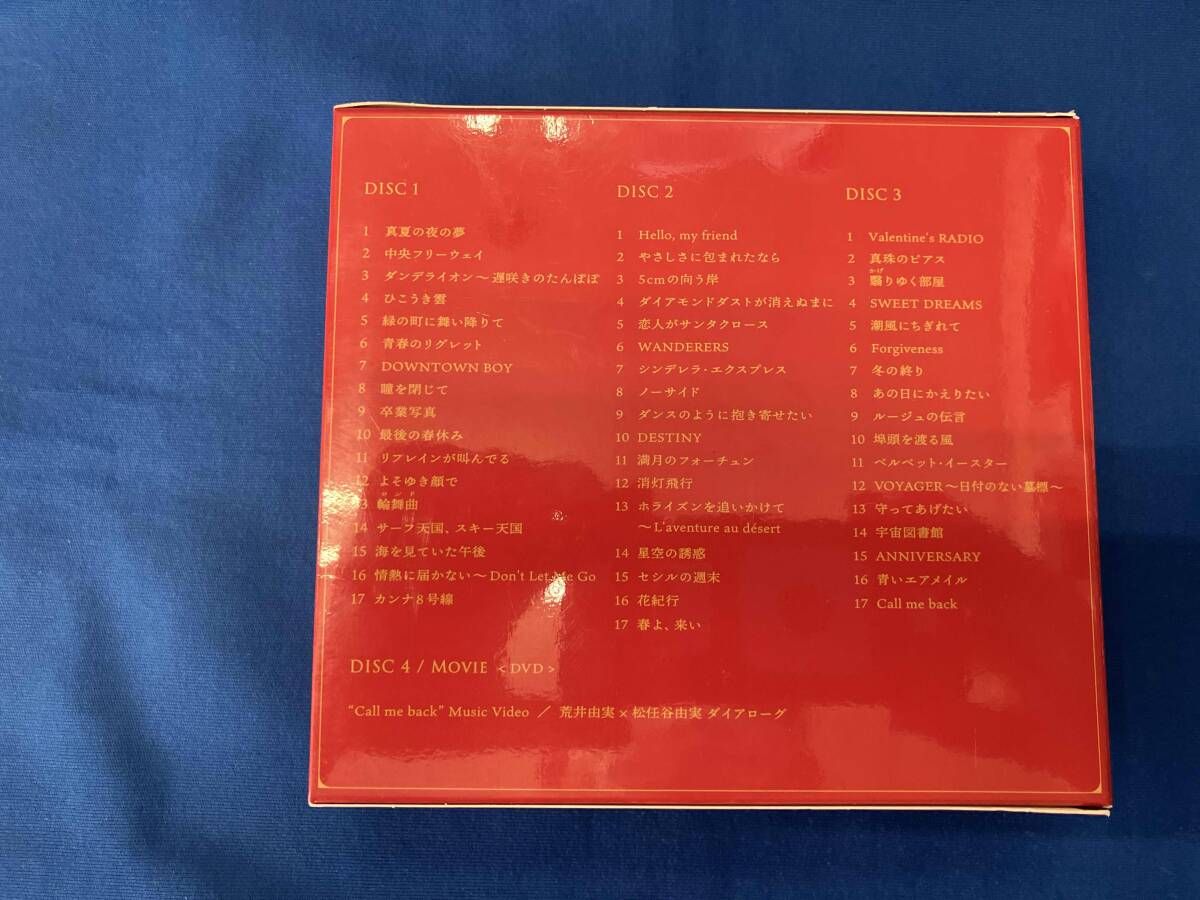 DISC 1
1 真夏の夜の夢
2 中央フリーウェイ
3 ダンデライオン〜遅咲きのたんぽぽ
4 ひこうき雲
5 緑の町に舞い降りて
6 青春のリグレット
7 DOWNTOWN BOY
8 瞳を閉じて
9 卒業写真
10 最後の春休み
11 リフレインが叫んでる
12 よそゆき顔で
ロンド
13 輪舞曲
14 サーフ天国、スキー天国
15 海を見ていた午後
16 情熱に届かない〜Don't Let Me Go
17 カンナ8号線
DISC 2
1 Hello, my friend
2 やさしさに包まれたなら
3 5cmの向う岸
4 ダイアモンドダストが消えぬまに
5 恋人がサンタクロース
6 WANDERERS
7 シンデレラ・エクスプレス
8 ノーサイド
9 ダンスのように抱き寄せたい
10 DESTINY
11 満月のフォーチュン
12 消灯飛行
13 ホライズンを追いかけて
〜L'aventure au désert
14 星空の誘惑
15 セシルの週末
16 花紀行
17 春よ、来い
DISC 3
1 Valentine's RADIO
2 真珠のピアス
かげ
3 翳りゆく部屋
4 SWEET DREAMS
5 潮風にちぎれて
6 Forgiveness
7 冬の終り
8 あの日にかえりたい
9 ルージュの伝言
10 埠頭を渡る風
11 ベルベット・イースター
12 VOYAGER〜日付のない墓標〜
13 守ってあげたい
14 宇宙図書館
15 ANNIVERSARY
16 青いエアメイル
17 Call me back
DISC 4 / MOVIE <DVD>
"Call me back" Music Video ／ 荒井由実×松任谷由実 ダイアローグ